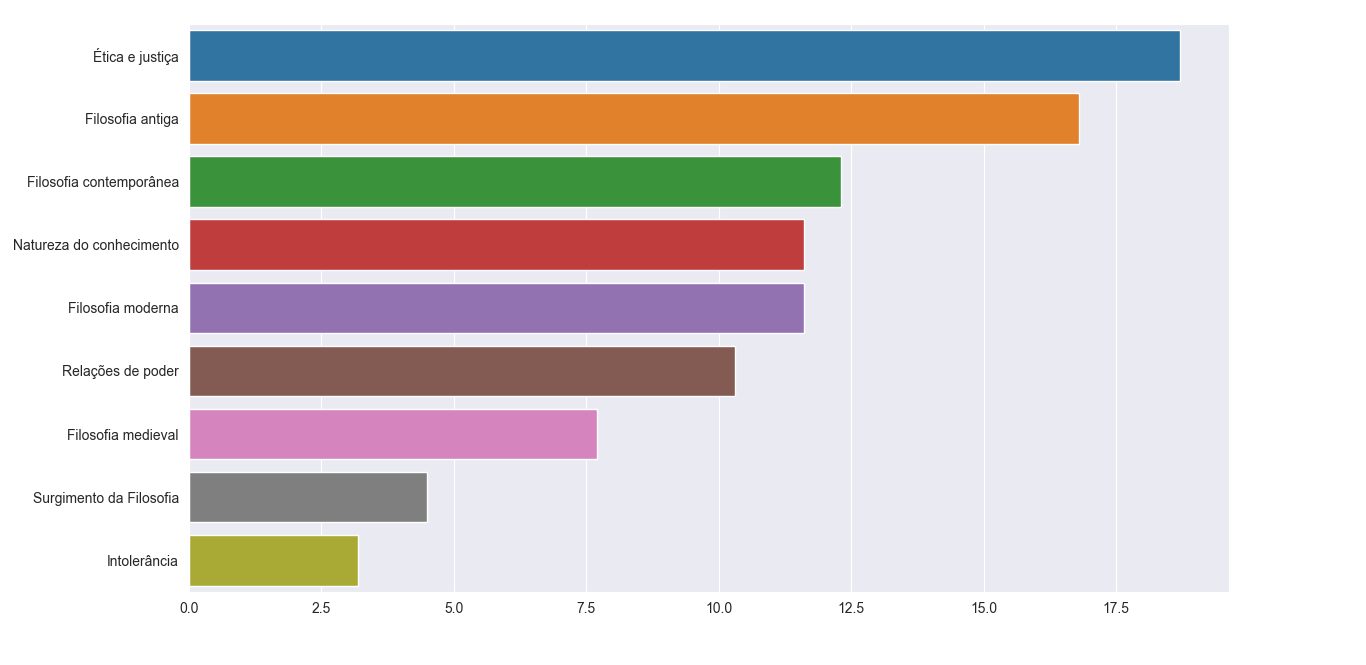 Ética e justiça
Filosofia antiga
Filosofia contemporânea
Natureza do conhecimento
Filosofia moderna
Relações de poder
Filosofia medieval
Surgimento da Filosofia
Intolerância
0.0 2.5 5.0 7.5 10.0 12.5 15.0 17.5